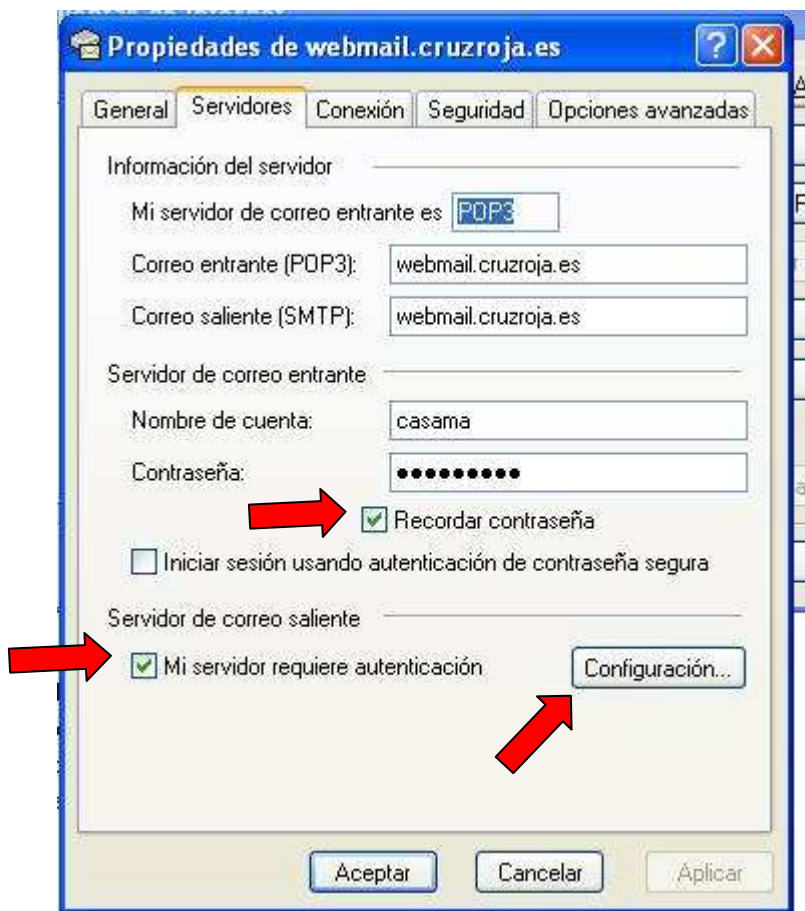 Propiedades de webmail.cruzroja.es
General Servidores Conexión Seguridad Opciones avanzadas
Información del servidor
Mi servidor de correo entrante es POP3
Correo entrante (POP3): webmail.cruzroja.es
Correo saliente (SMTP): webmail.cruzroja.es
Servidor de correo entrante
Nombre de cuenta: casama
Contraseña: ●●●●●●●●●
Recordar contraseña
Iniciar sesión usando autenticación de contraseña segura
Servidor de correo saliente
Mi servidor requiere autenticación Configuración...
Aceptar Cancelar Aplicar